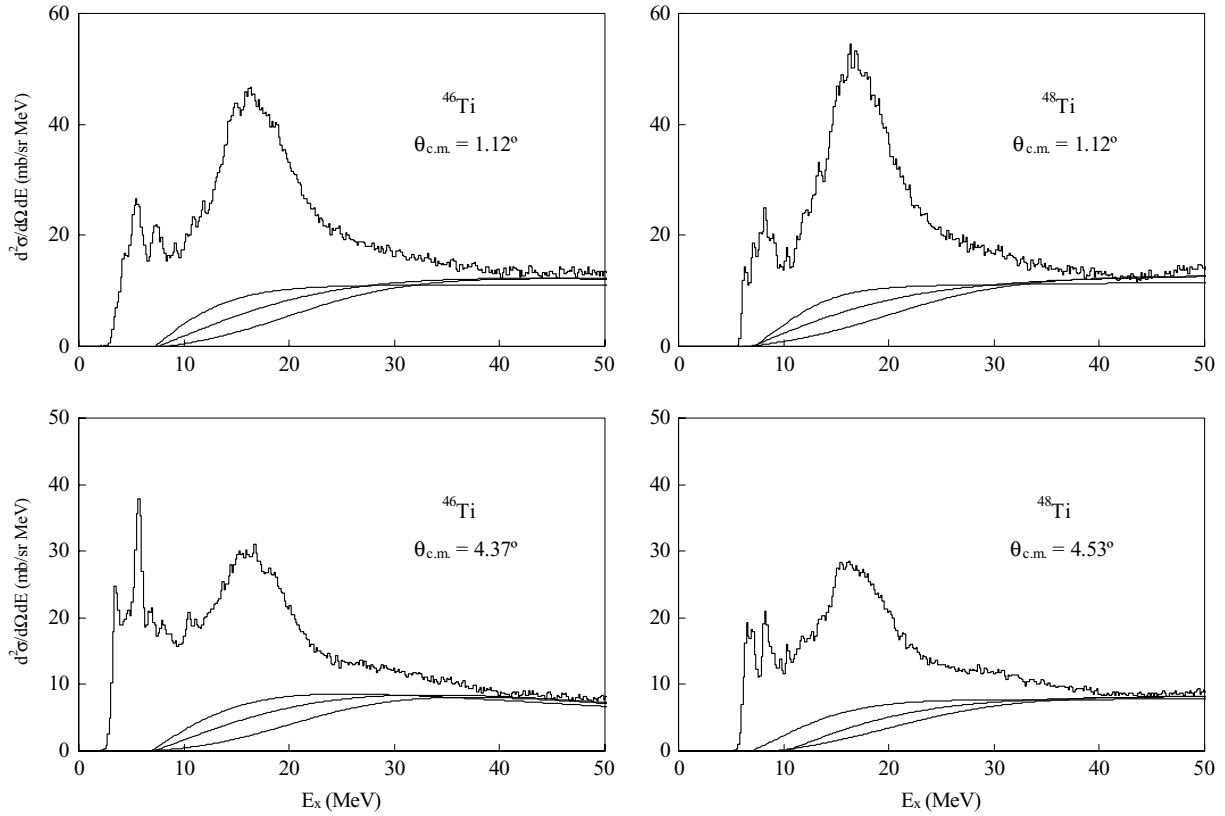 60
40
20
0
0 10 20 30 40 50
d²σ/dΩdE (mb/sr MeV)
⁴⁶Ti
θc.m. = 1.12º
60
40
20
0
0 10 20 30 40 50
⁴⁸Ti
θc.m. = 1.12º
50
40
30
20
10
0
0 10 20 30 40 50
d²σ/dΩdE (mb/sr MeV)
Ex (MeV)
⁴⁶Ti
θc.m. = 4.37º
50
40
30
20
10
0
0 10 20 30 40 50
Ex (MeV)
⁴⁸Ti
θc.m. = 4.53º